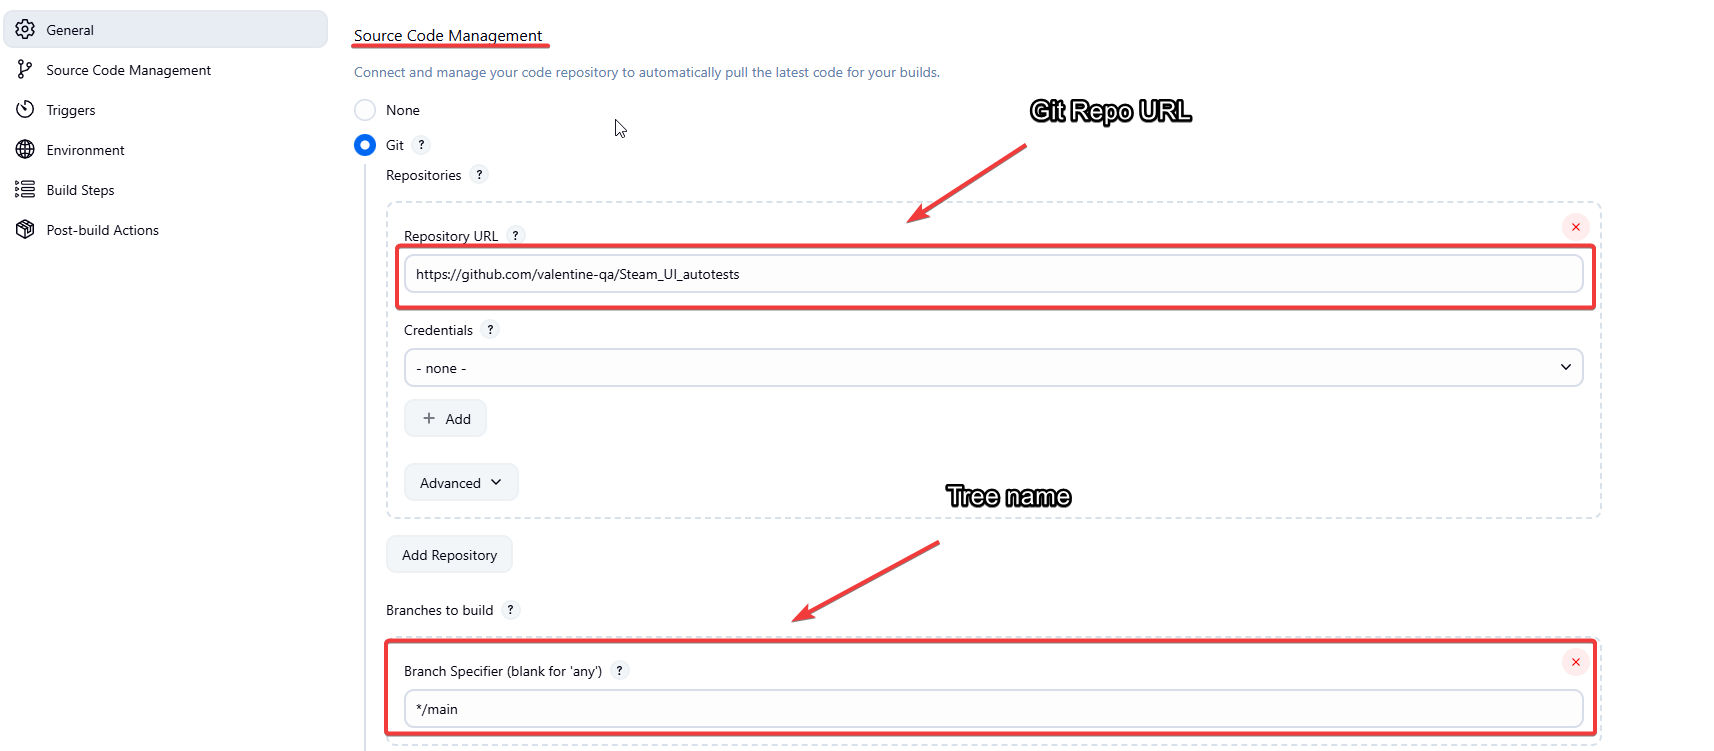 General
Source Code Management
Triggers
Environment
Build Steps
Post-build Actions
Source Code Management
Connect and manage your code repository to automatically pull the latest code for your builds.
None
Git ?
Git Repo URL
Repositories ?
Repository URL ?
https://github.com/valentine-qa/Steam_UI_autotests
Credentials ?
- none -
+ Add
Advanced
Tree name
Add Repository
Branches to build ?
Branch Specifier (blank for 'any') ?
*/main